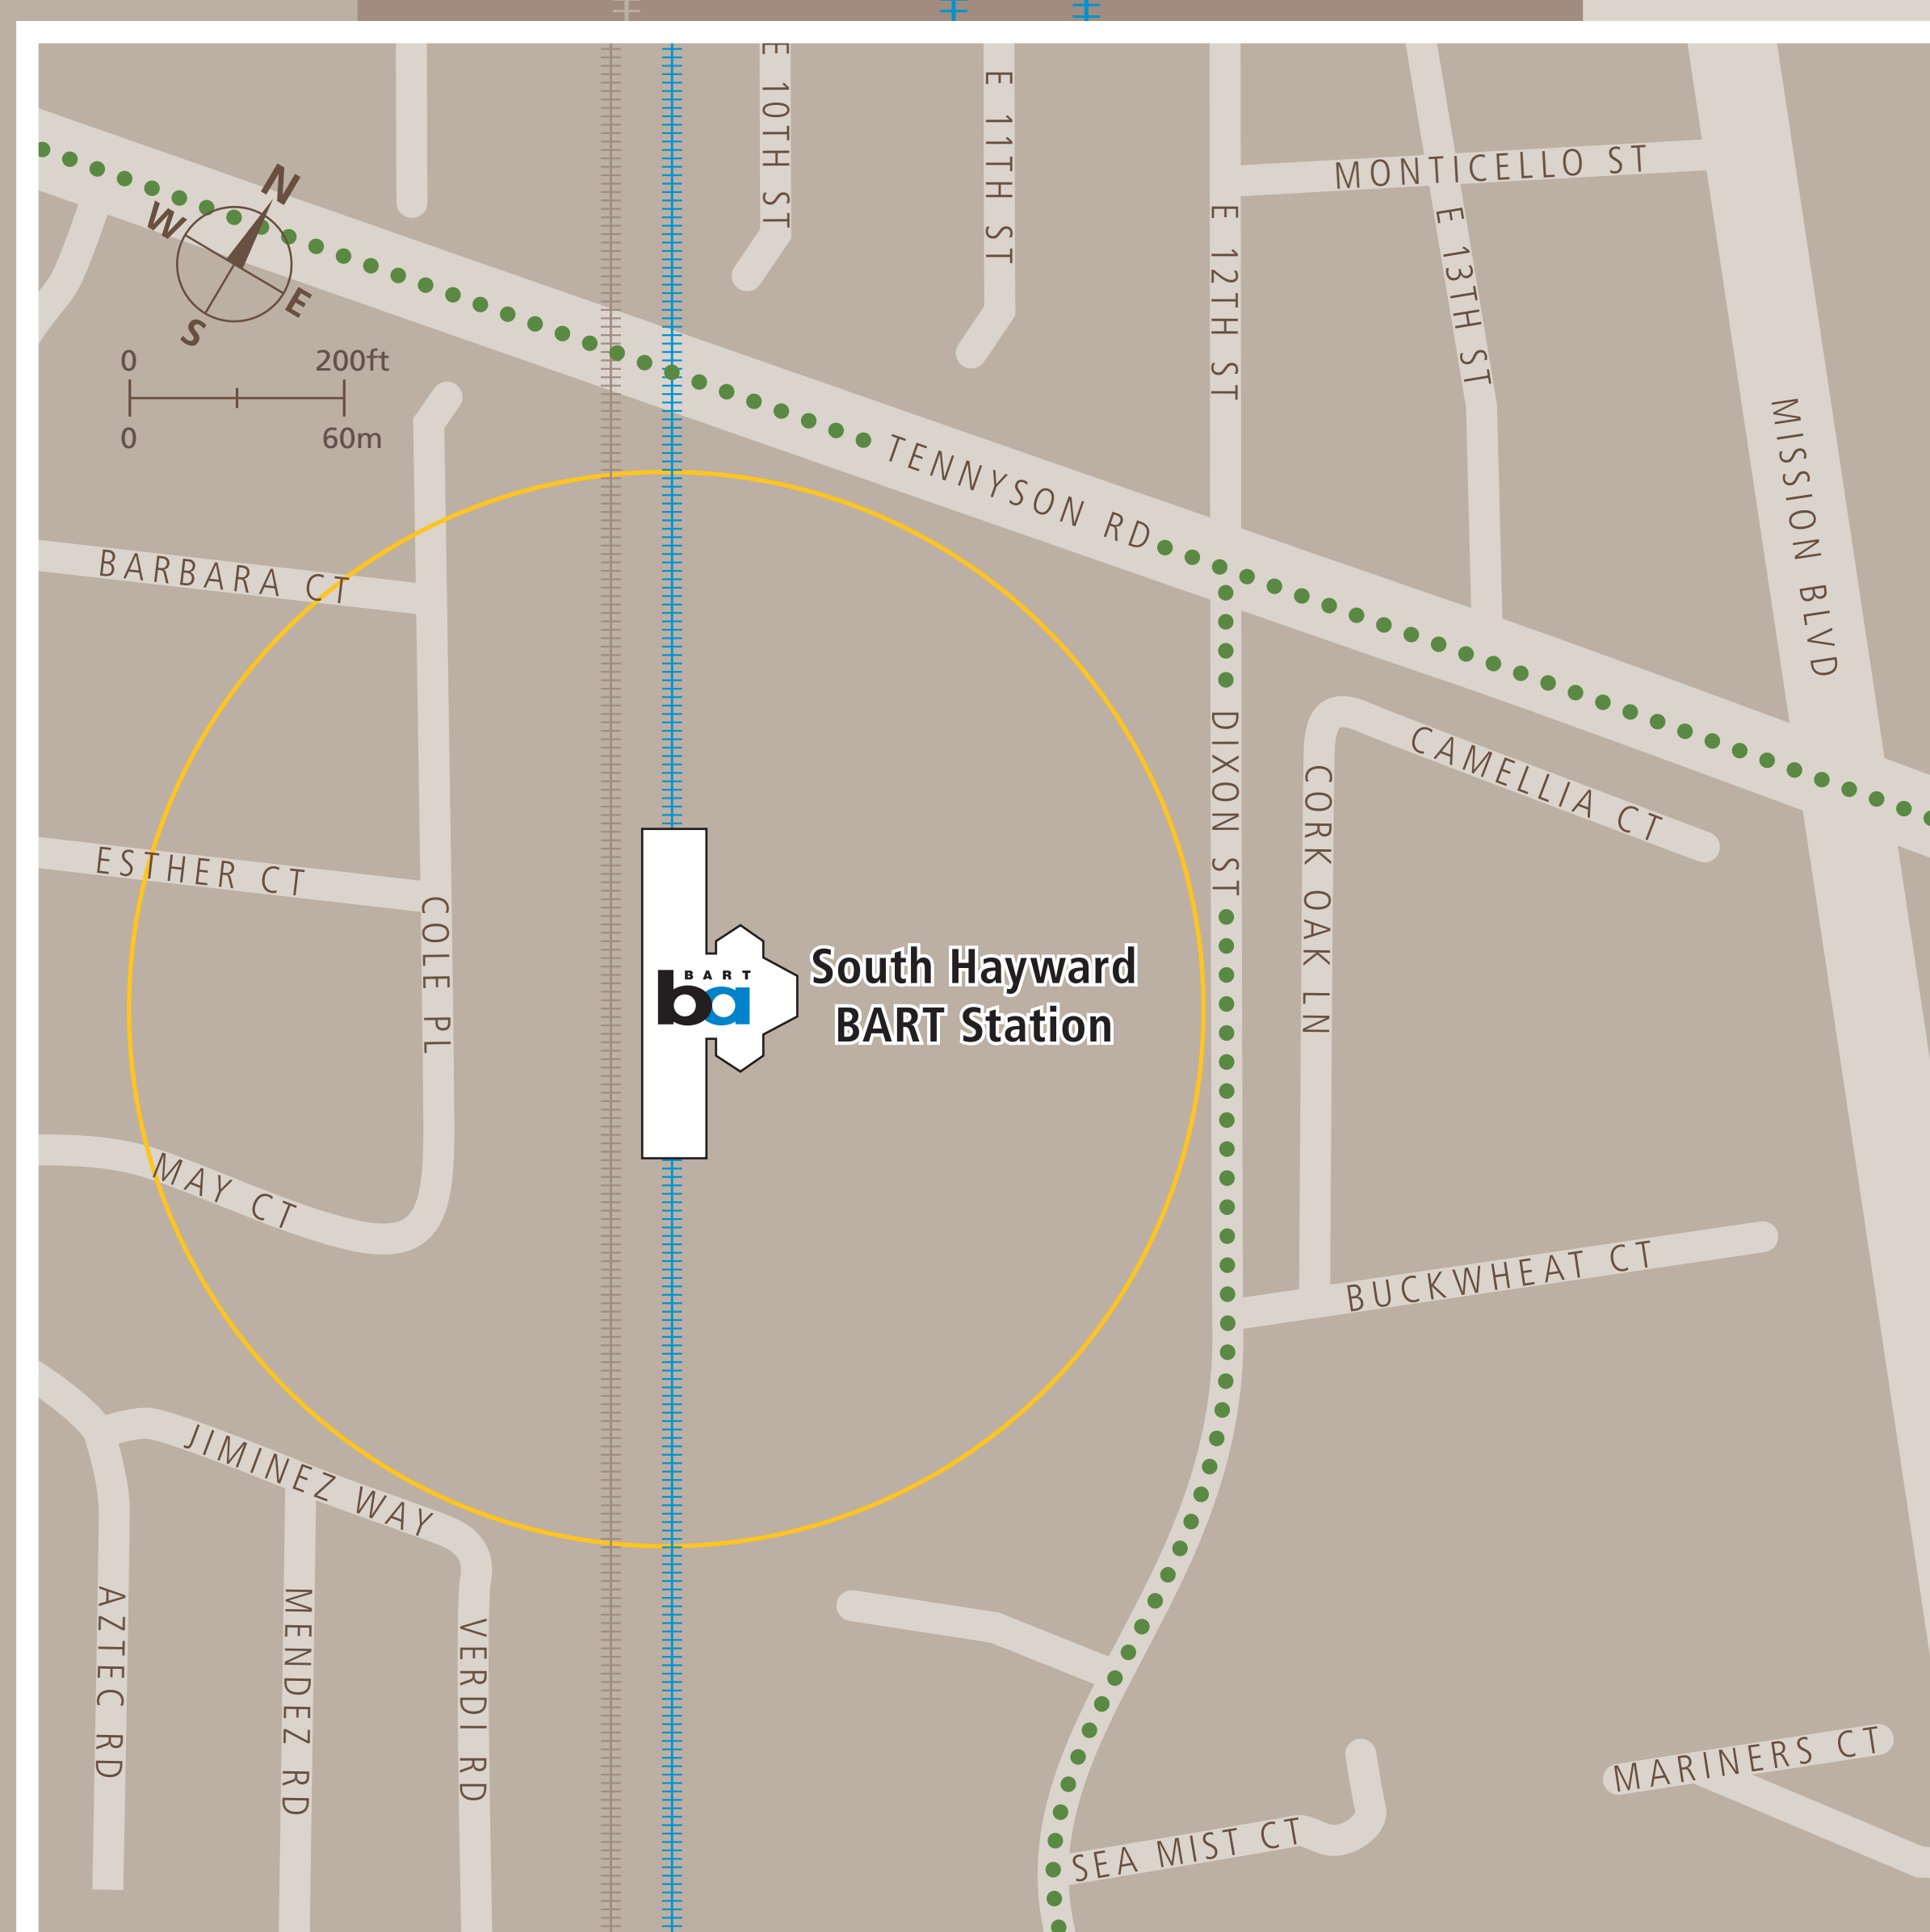 E 10TH ST
E 11TH ST
MONTICELLO ST
N
W
E
S
E 12TH ST
E 13TH ST
0 200ft
0 60m
MISSION BLVD
TENNYSON RD
BARBARA CT
DIXON ST
CAMELLIA CT
CORK OAK LN
ESTHER CT
COLE PL
BART
ba
South Hayward
BART Station
MAY CT
BUCKWHEAT CT
JIMINEZ WAY
AZTEC RD
MENDEZ RD
VERDI RD
MARINERS CT
SEA MIST CT